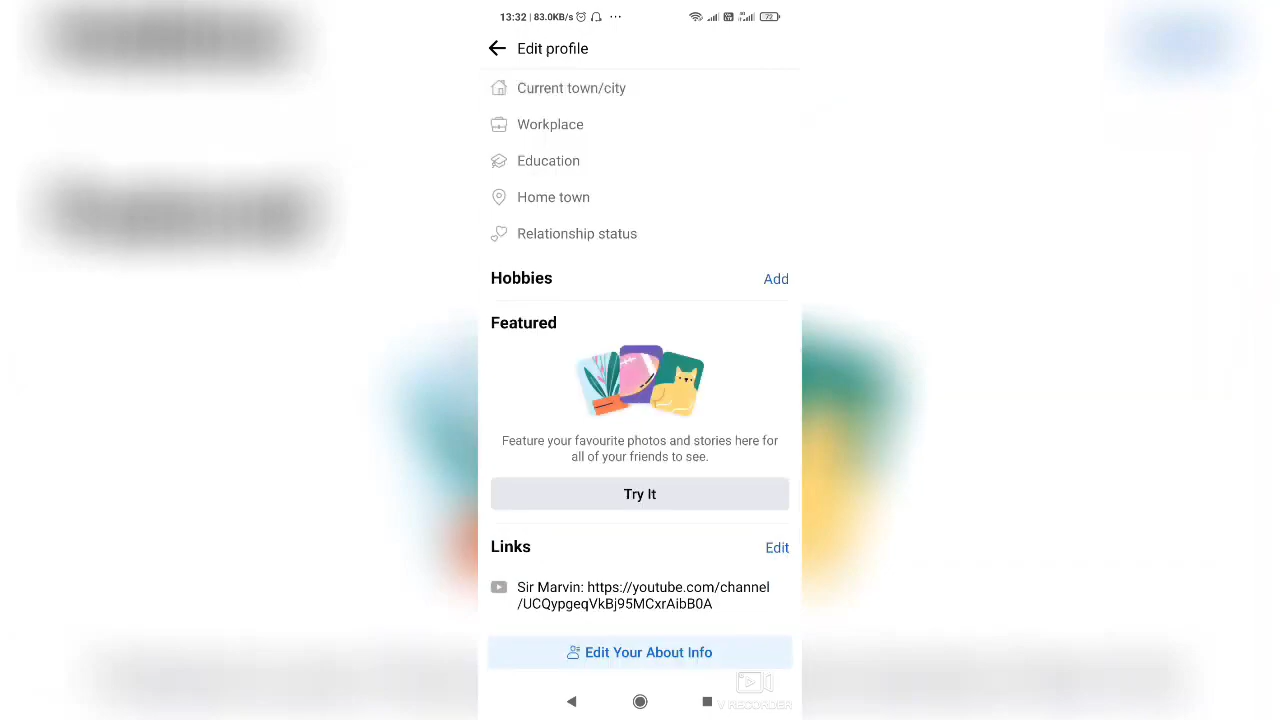 13:32 | 83.0KB/s
72
Edit profile
Current town/city
Workplace
Education
Home town
Relationship status
Hobbies
Add
Featured
Feature your favourite photos and stories here for
all of your friends to see.
Try It
Links
Edit
Sir Marvin: https://youtube.com/channel
/UCQypgeqVkBj95MCxrAibB0A
Edit Your About Info
V RECORDER